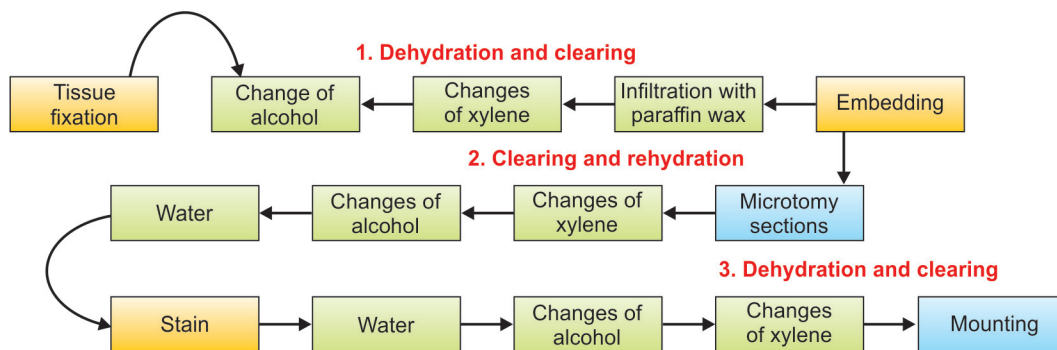 1. Dehydration and clearing
Tissue
fixation
Change of
alcohol
Changes
of xylene
Infiltration with
paraffin wax
Embedding
2. Clearing and rehydration
Water
Changes of
alcohol
Changes of
xylene
Microtomy
sections
3. Dehydration and clearing
Stain
Water
Changes of
alcohol
Changes
of xylene
Mounting